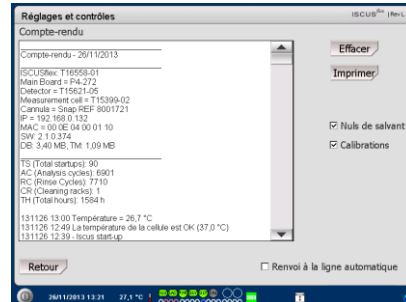 Réglages et contrôles
ISCUSflex | Rev L
Compte-rendu
Compte-rendu - 26/11/2013
ISCUSflex: T16558-01
Main Board = P4-272
Detector = T15621-05
Measurement cell = T15399-02
Cannula = Snap REF 8001721
IP = 192.168.0.132
MAC = 00 0E 04 00 01 10
SW: 2.1.0.374
DB: 3,40 MB, TM: 1,09 MB
TS (Total startups): 90
AC (Analysis cycles): 6901
RC (Rinse Cycles): 7710
CR (Cleaning racks): 1
TH (Total hours): 1584 h
131126 13:00 Température = 26,7 °C
131126 12:49 La température de la cellule est OK (37,0 °C)
131126 12:39 - Iscus start-up
Effacer
Imprimer
Nuls de salvant
Calibrations
Retour
Renvoi à la ligne automatique
26/11/2013 13:21 27,1 °C